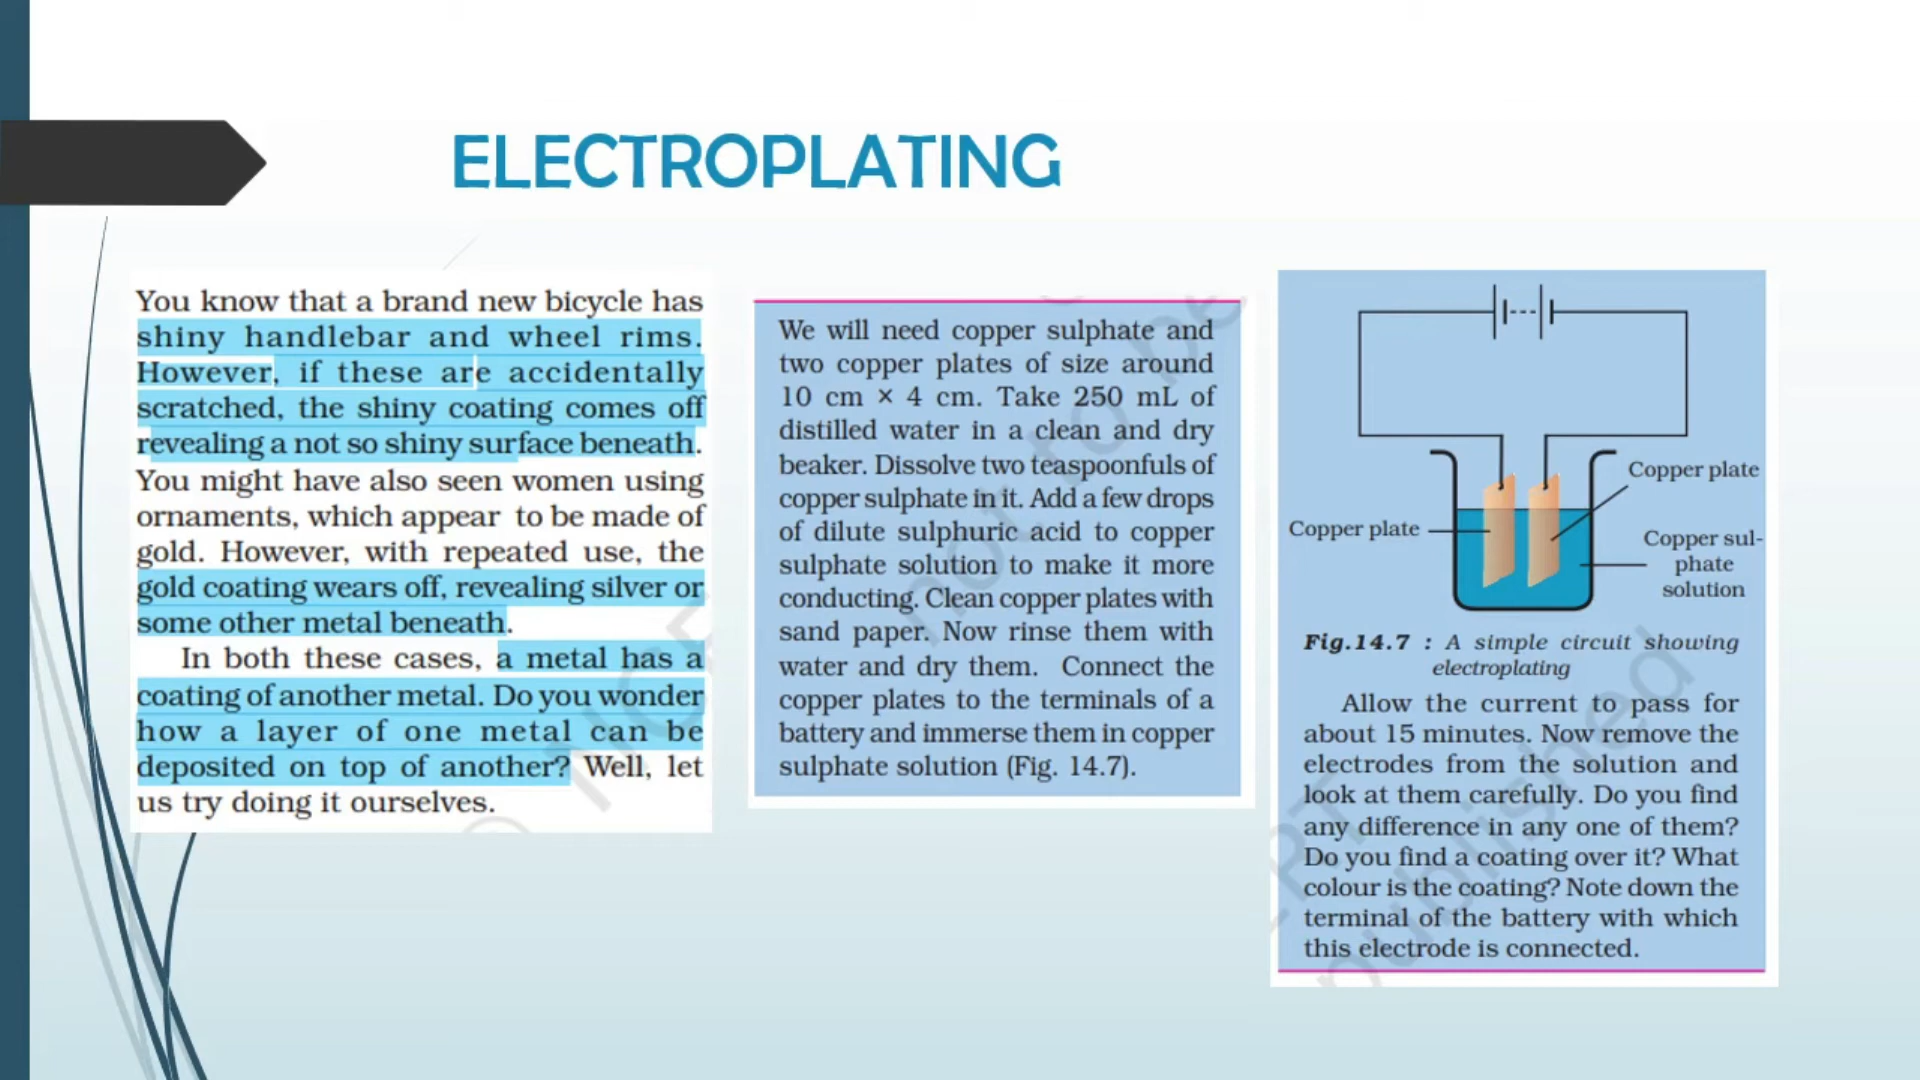 ELECTROPLATING
You know that a brand new bicycle has
shiny handlebar and wheel rims.
However, if these are accidentally
scratched, the shiny coating comes off
revealing a not so shiny surface beneath.
You might have also seen women using
ornaments, which appear to be made of
gold. However, with repeated use, the
gold coating wears off, revealing silver or
some other metal beneath.
In both these cases, a metal has a
coating of another metal. Do you wonder
how a layer of one metal can be
deposited on top of another? Well, let
us try doing it ourselves.
We will need copper sulphate and
two copper plates of size around
10 cm × 4 cm. Take 250 mL of
distilled water in a clean and dry
beaker. Dissolve two teaspoonfuls of
copper sulphate in it. Add a few drops
of dilute sulphuric acid to copper
sulphate solution to make it more
conducting. Clean copper plates with
sand paper. Now rinse them with
water and dry them. Connect the
copper plates to the terminals of a
battery and immerse them in copper
sulphate solution (Fig. 14.7).
not to be
Copper plate
Copper plate
Copper sul-
phate
solution
Fig.14.7 : A simple circuit showing
electroplating
Allow the current to pass for
about 15 minutes. Now remove the
electrodes from the solution and
look at them carefully. Do you find
any difference in any one of them?
Do you find a coating over it? What
colour is the coating? Note down the
terminal of the battery with which
this electrode is connected.
published